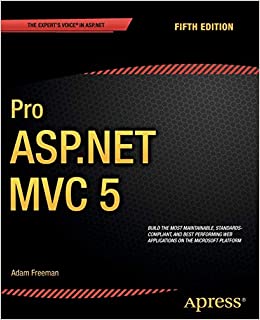 THE EXPERT'S VOICE® IN ASP.NET
FIFTH EDITION
Pro
ASP.NET
MVC 5
BUILD THE MOST MAINTAINABLE, STANDARDS-
COMPLIANT, AND BEST PERFORMING WEB
APPLICATIONS ON THE MICROSOFT PLATFORM
Adam Freeman
Apress®